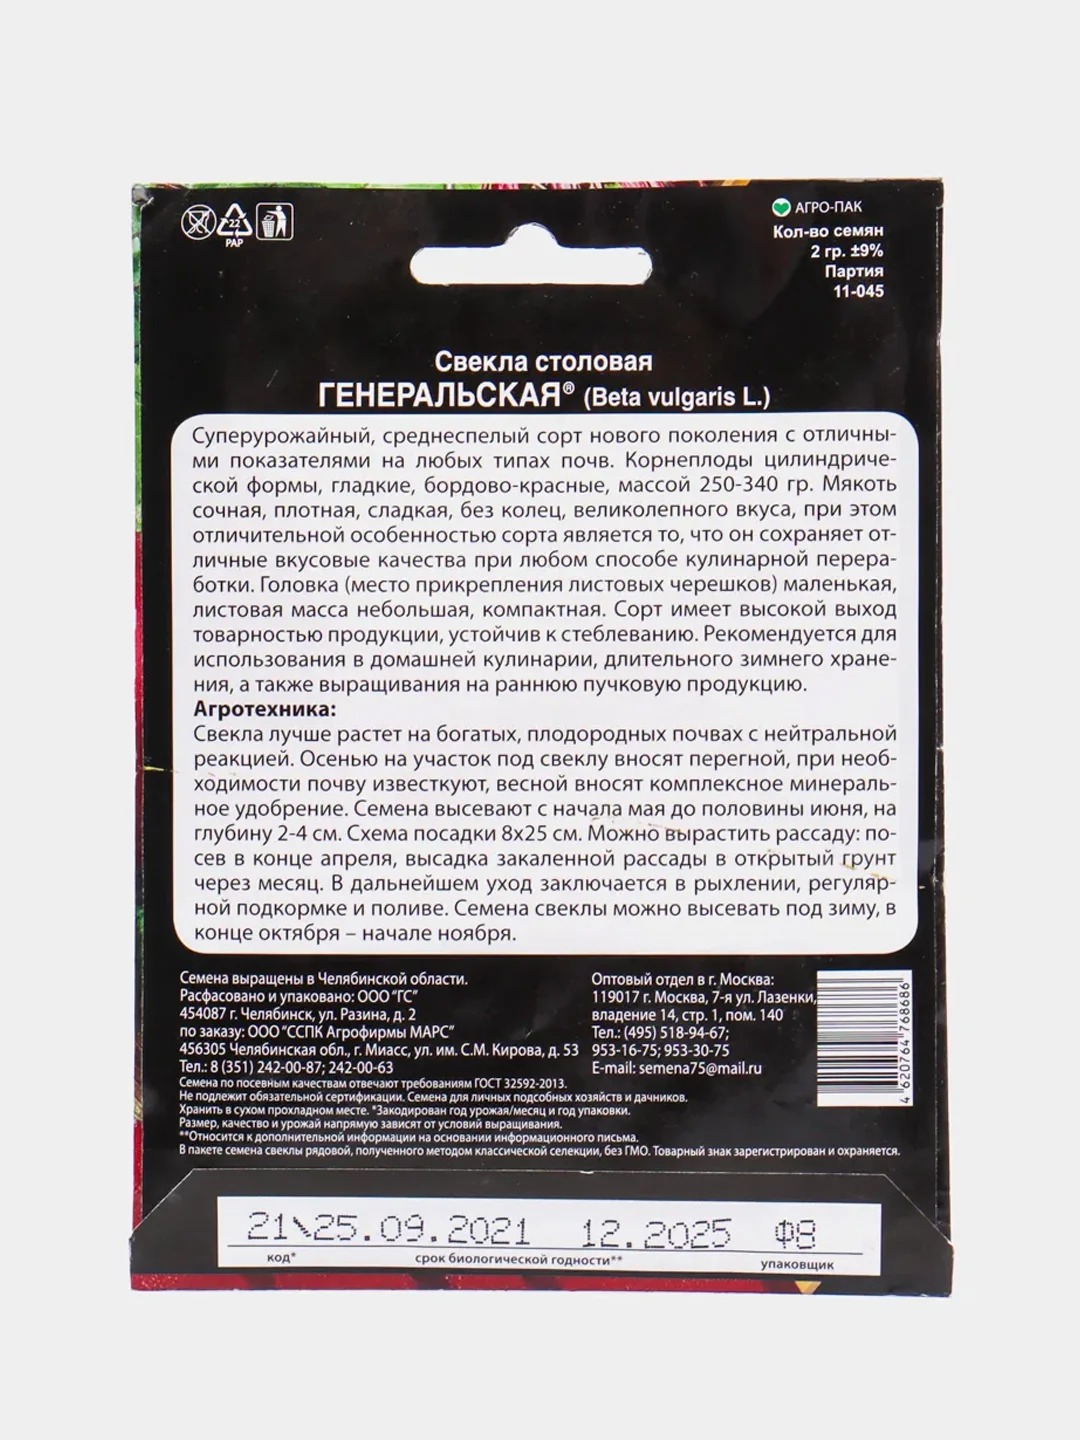 22
PAP
АГРО-ПАК
Кол-во семян
2 гр. ±9%
Партия
11-045
Свекла столовая
ГЕНЕРАЛЬСКАЯ® (Beta vulgaris L.)
Суперурожайный, среднеспелый сорт нового поколения с отличны-
ми показателями на любых типах почв. Корнеплоды цилиндриче-
ской формы, гладкие, бордово-красные, массой 250-340 гр. Мякоть
сочная, плотная, сладкая, без колец, великолепного вкуса, при этом
отличительной особенностью сорта является то, что он сохраняет от-
личные вкусовые качества при любом способе кулинарной перера-
ботки. Головка (место прикрепления листовых черешков) маленькая,
листовая масса небольшая, компактная. Сорт имеет высокой выход
товарностью продукции, устойчив к стеблеванию. Рекомендуется для
использования в домашней кулинарии, длительного зимнего хране-
ния, а также выращивания на раннюю пучковую продукцию.
Агротехника:
Свекла лучше растет на богатых, плодородных почвах с нейтральной
реакцией. Осенью на участок под свеклу вносят перегной, при необ-
ходимости почву известкуют, весной вносят комплексное минераль-
ное удобрение. Семена высевают с начала мая до половины июня, на
глубину 2-4 см. Схема посадки 8х25 см. Можно вырастить рассаду: по-
сев в конце апреля, высадка закаленной рассады в открытый грунт
через месяц. В дальнейшем уход заключается в рыхлении, регуляр-
ной подкормке и поливе. Семена свеклы можно высевать под зиму, в
конце октября – начале ноября.
Семена выращены в Челябинской области.
Расфасовано и упаковано: ООО "ГС"
454087 г. Челябинск, ул. Разина, д. 2
по заказу: ООО "ССПК Агрофирмы МАРС"
456305 Челябинская обл., г. Миасс, ул. им. С.М. Кирова, д. 53
Тел.: 8 (351) 242-00-87; 242-00-63
Оптовый отдел в г. Москва:
119017 г. Москва, 7-я ул. Лазенки,
владение 14, стр. 1, пом. 140
Тел.: (495) 518-94-67;
953-16-75; 953-30-75
E-mail: semena75@mail.ru
4 620764 768686
Семена по посевным качествам отвечают требованиям ГОСТ 32592-2013.
Не подлежит обязательной сертификации. Семена для личных подсобных хозяйств и дачников.
Хранить в сухом прохладном месте. *Закодирован год урожая/месяц и год упаковки.
Размер, качество и урожай напрямую зависят от условий выращивания.
**Относится к дополнительной информации на основании информационного письма.
В пакете семена свеклы рядовой, полученного методом классической селекции, без ГМО. Товарный знак зарегистрирован и охраняется.
21\25.09.2021 12.2025 Ф8
код* срок биологической годности** упаковщик